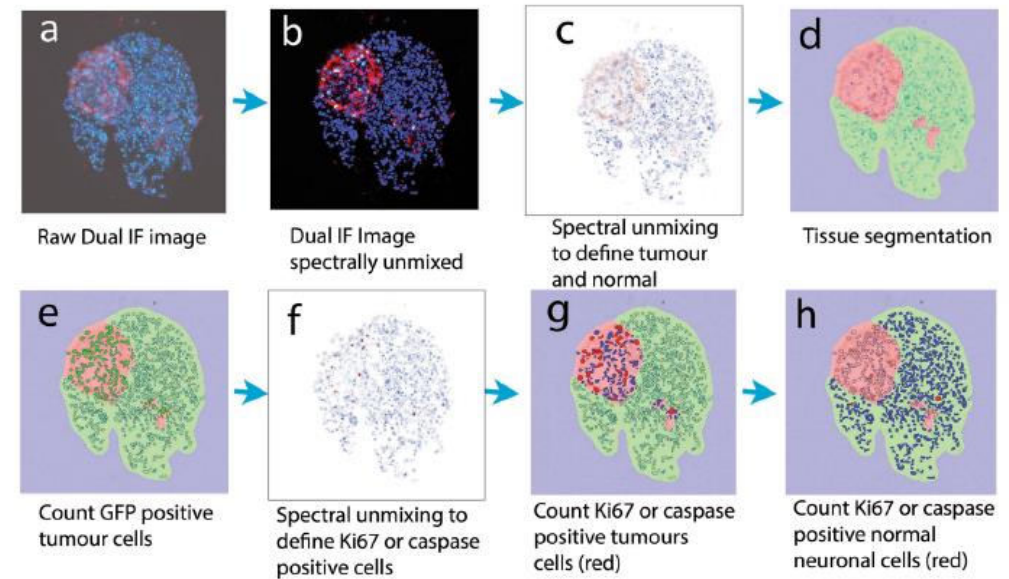 a
b
c
d
Raw Dual IF image
Dual IF Image
spectrally unmixed
Spectral unmixing
to define tumour
and normal
Tissue segmentation
e
f
g
h
Count GFP positive
tumour cells
Spectral unmixing to
define Ki67 or caspase
positive cells
Count Ki67 or caspase
positive tumours
cells (red)
Count Ki67 or caspase
positive normal
neuronal cells (red)